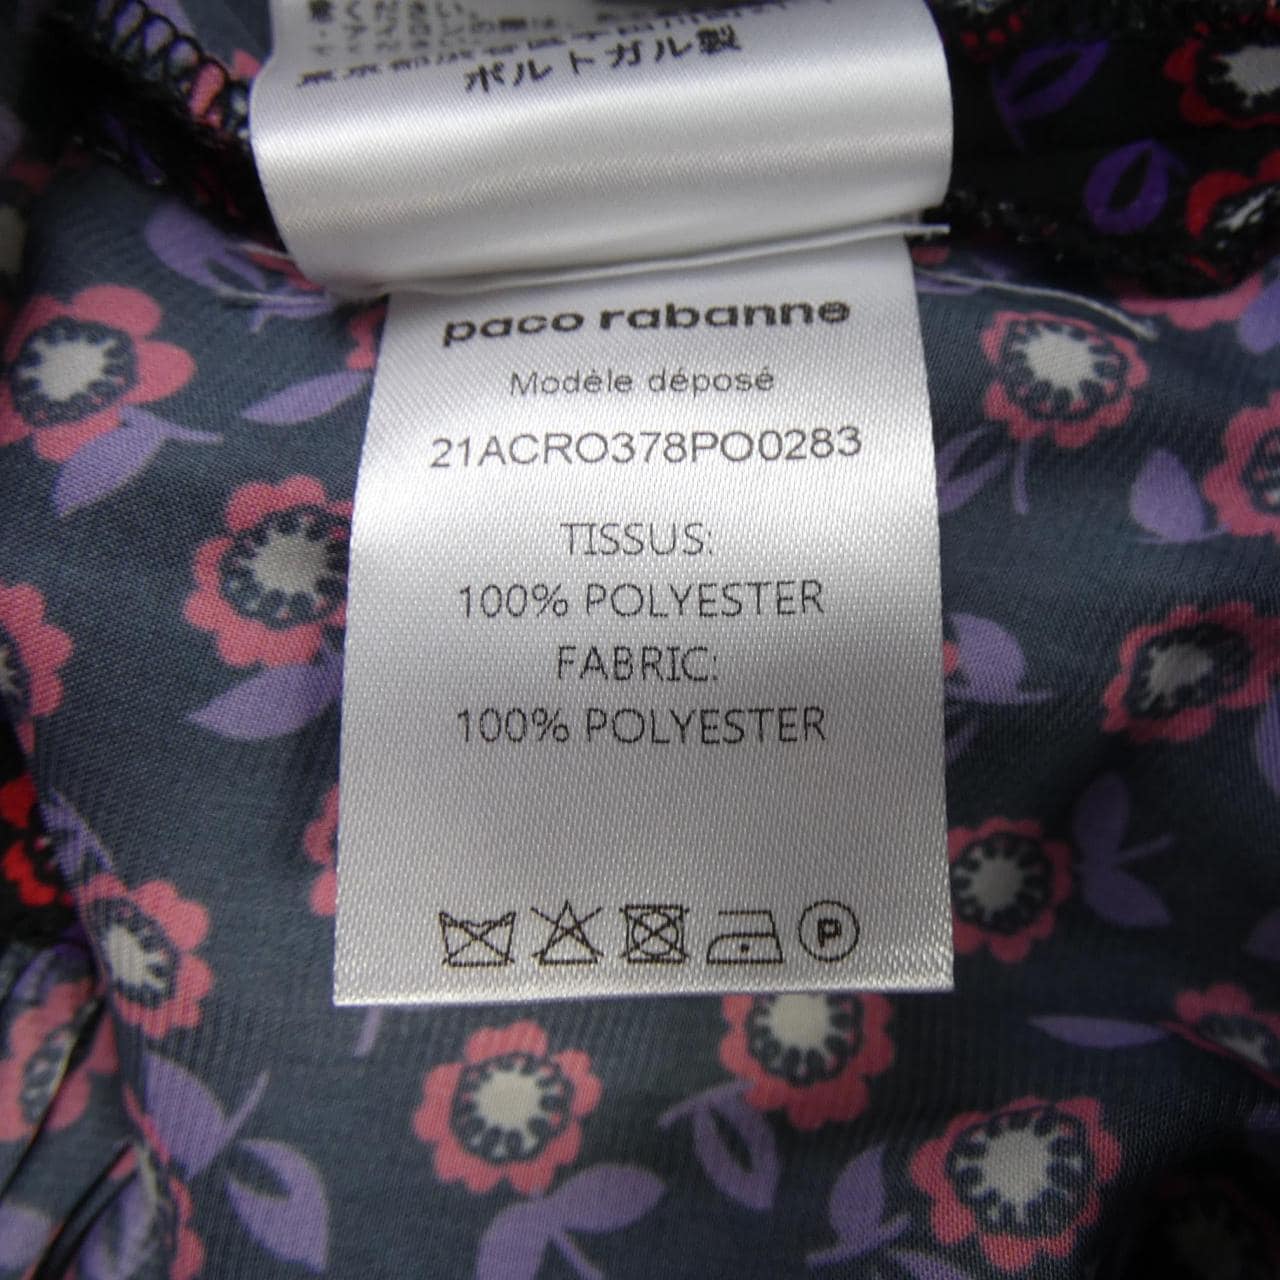 ポルトガル製
paco rabanne
Modèle déposé
21ACRO378PO0283
TISSUS:
100% POLYESTER
FABRIC:
100% POLYESTER
P